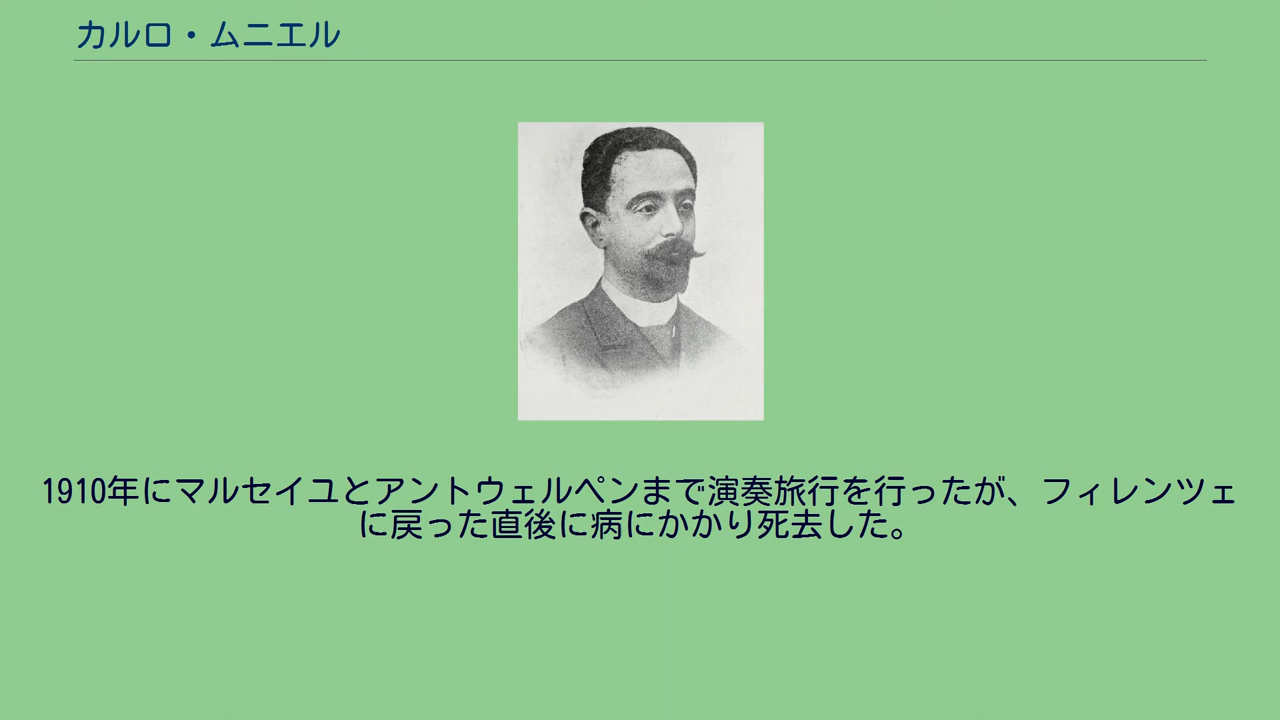 カルロ・ムニエル
1910年にマルセイユとアントウェルペンまで演奏旅行を行ったが、フィレンツェ
に戻った直後に病にかかり死去した。